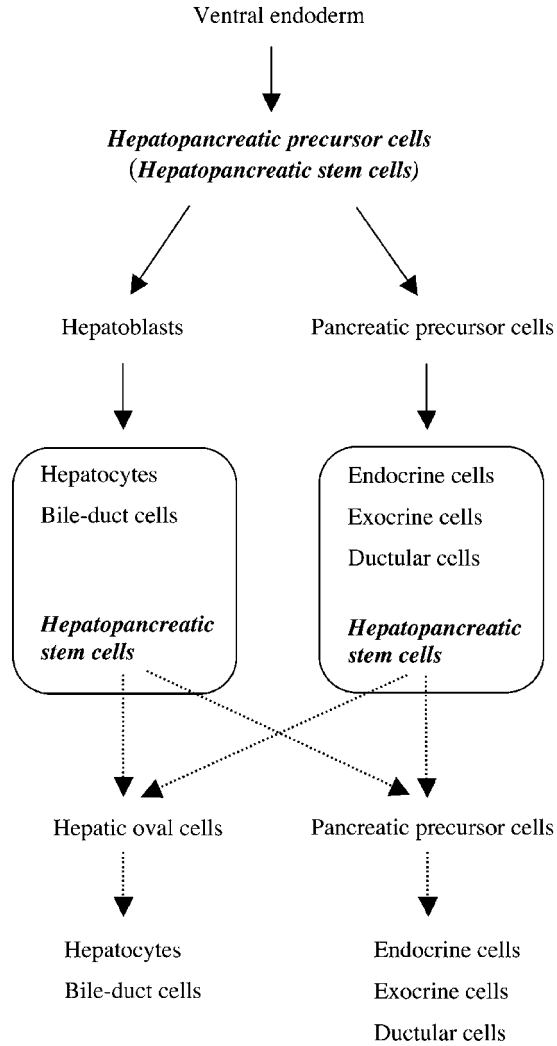 Ventral endoderm
Hepatopancreatic precursor cells
(Hepatopancreatic stem cells)
Hepatoblasts
Pancreatic precursor cells
Hepatocytes
Bile-duct cells
Hepatopancreatic
stem cells
Endocrine cells
Exocrine cells
Ductular cells
Hepatopancreatic
stem cells
Hepatic oval cells
Pancreatic precursor cells
Hepatocytes
Bile-duct cells
Endocrine cells
Exocrine cells
Ductular cells